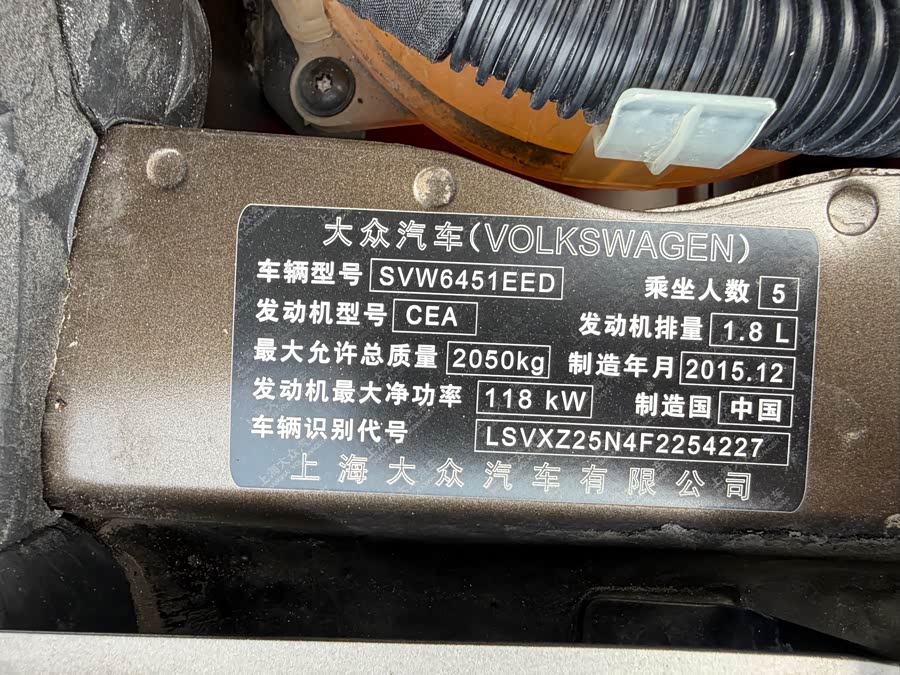 大众汽车(VOLKSWAGEN)
车辆型号 SVW6451EED 乘坐人数 5
发动机型号 CEA 发动机排量 1.8 L
最大允许总质量 2050kg 制造年月 2015.12
发动机最大净功率 118 kW 制造国 中国
车辆识别代号 LSVXZ25N4F2254227
上海大众汽车有限公司